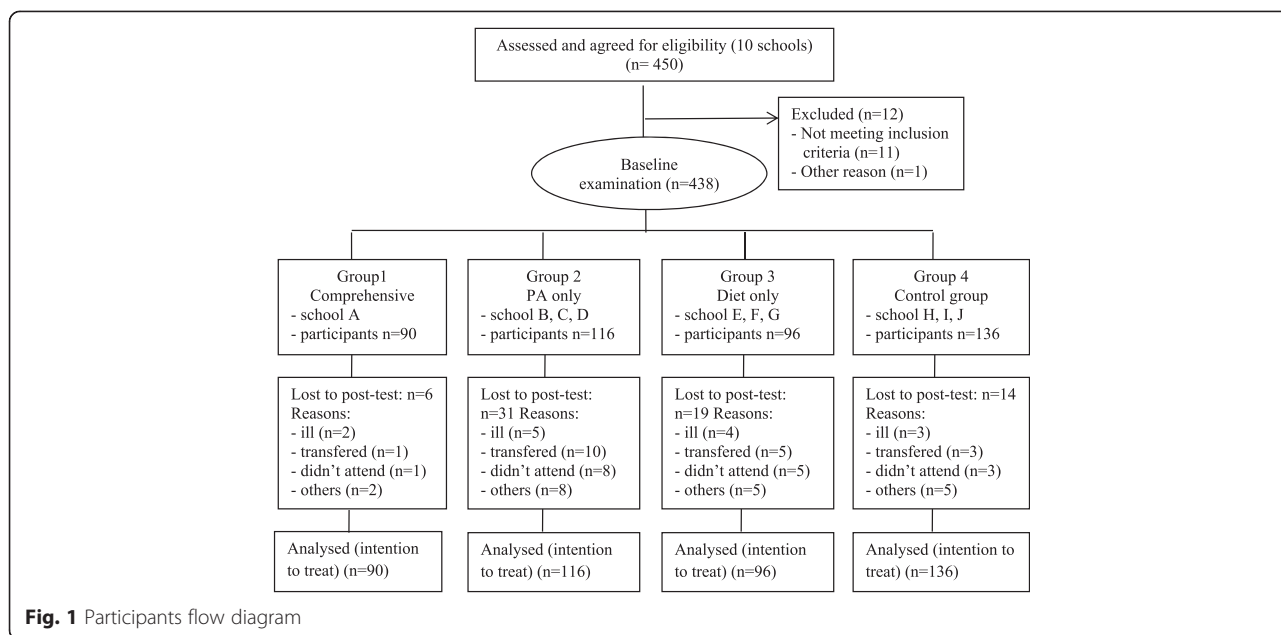 Assessed and agreed for eligibility (10 schools)
(n= 450)
Excluded (n=12)
- Not meeting inclusion
criteria (n=11)
- Other reason (n=1)
Baseline
examination (n=438)
Group1
Comprehensive
- school A
- participants n=90
Group 2
PA only
- school B, C, D
- participants n=116
Group 3
Diet only
- school E, F, G
- participants n=96
Group 4
Control group
- school H, I, J
- participants n=136
Lost to post-test: n=6
Reasons:
- ill (n=2)
- transfered (n=1)
- didn't attend (n=1)
- others (n=2)
Lost to post-test:
n=31 Reasons:
- ill (n=5)
- transfered (n=10)
- didn't attend (n=8)
- others (n=8)
Lost to post-test:
n=19 Reasons:
- ill (n=4)
- transfered (n=5)
- didn't attend (n=5)
- others (n=5)
Lost to post-test: n=14
Reasons:
- ill (n=3)
- transfered (n=3)
- didn't attend (n=3)
- others (n=5)
Analysed (intention
to treat) (n=90)
Analysed (intention
to treat) (n=116)
Analysed (intention
to treat) (n=96)
Analysed (intention to
treat) (n=136)
Fig. 1 Participants flow diagram